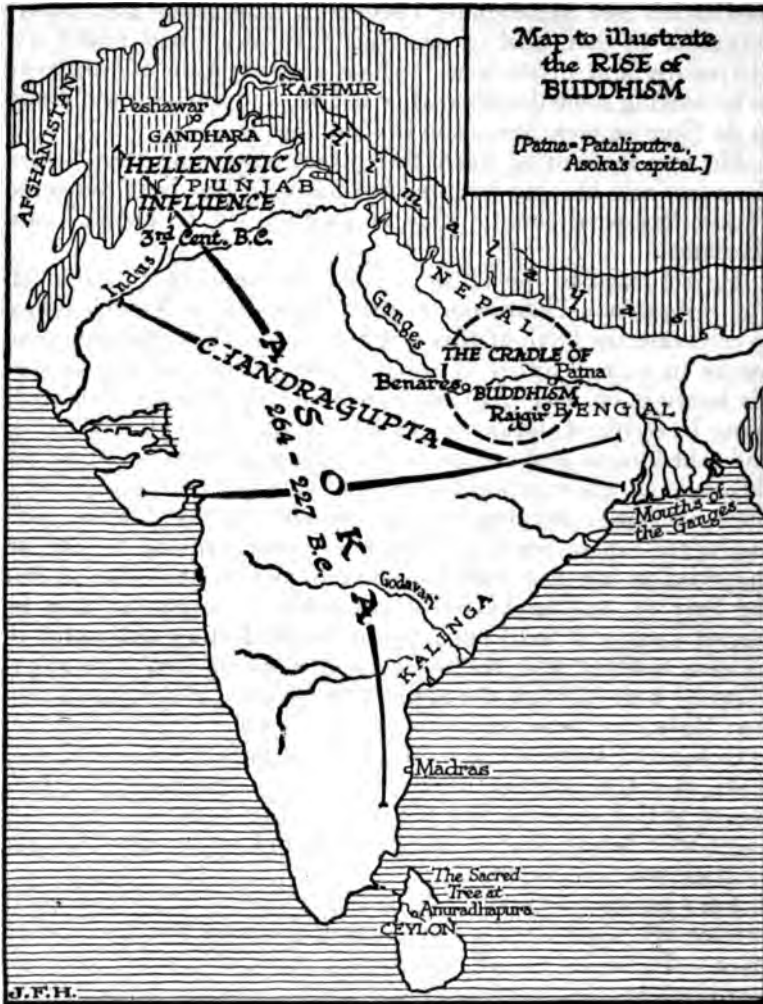 Map to illustrate
the RISE of
BUDDHISM
[Patna=Pataliputra,
Asoka's capital.]
AFGHANISTAN
Peshawar
KASHMIR
GANDHARA
HELLENISTIC
PUNJAB
INFLUENCE
3rd Cent. B.C.
Indus
Himalayas
NEPAL
Ganges
THE CRADLE OF
Patna
Benares
BUDDHISM
Rajgir
BENGAL
CHANDRAGUPTA
ASOKA
264-227 B.C.
Mouths of
the Ganges
Godavari
KALINGA
Madras
The Sacred
Tree at
Anuradhapura
CEYLON
J.F.H.